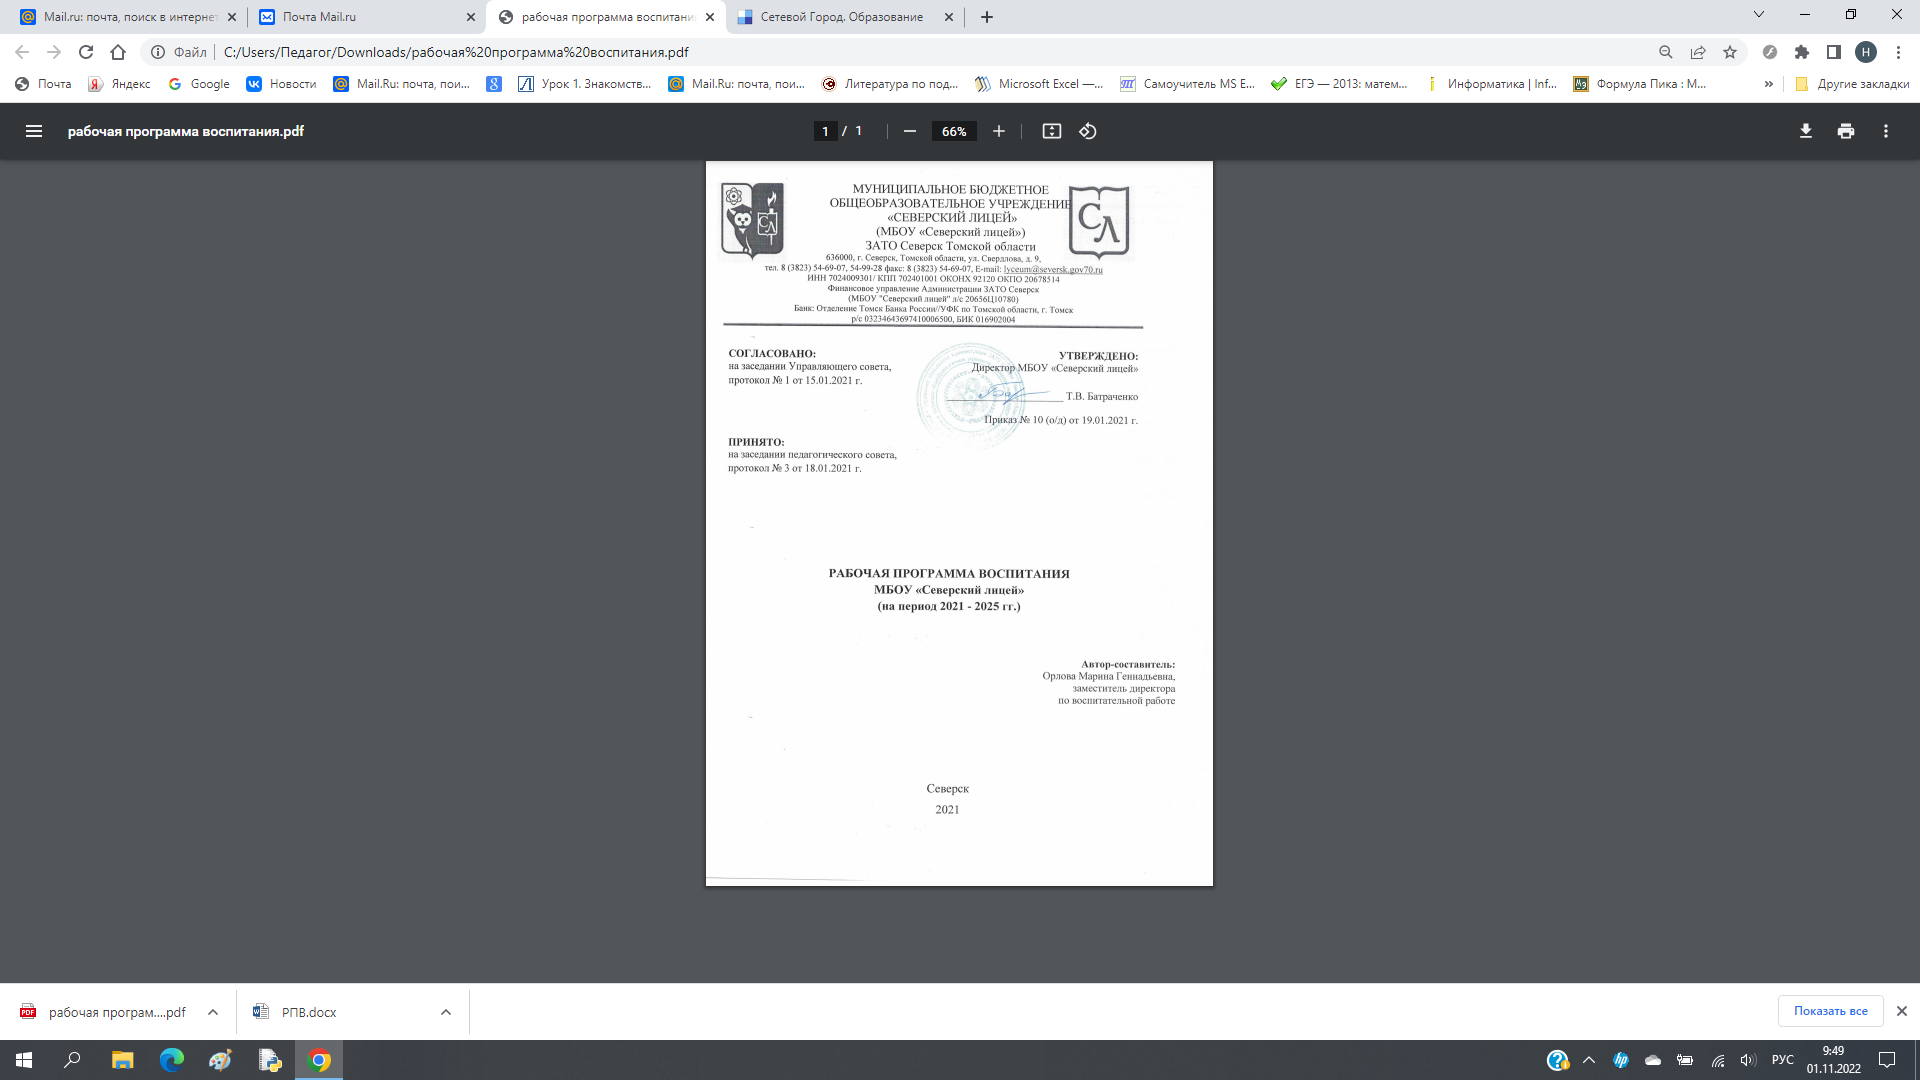 Mail.ru: почта, поиск в интернет
Почта Mail.ru
рабочая программа воспитани
Сетевой Город. Образование
Файл
C:/Users/Педагог/Downloads/рабочая%20программа%20воспитания.pdf
Н
Почта
Яндекс
Google
Новости
Mail.Ru: почта, пои...
Урок 1. Знакомств...
Mail.Ru: почта, пои...
Литература по под...
Microsoft Excel —...
Самоучитель MS E...
ЕГЭ — 2013: матем...
Информатика | Inf...
Формула Пика : М...
»
Другие закладки
рабочая программа воспитания.pdf
1 / 1
66%
СЛ
СЛ
МУНИЦИПАЛЬНОЕ БЮДЖЕТНОЕ
ОБЩЕОБРАЗОВАТЕЛЬНОЕ УЧРЕЖДЕНИЕ
«СЕВЕРСКИЙ ЛИЦЕЙ»
(МБОУ «Северский лицей»)
ЗАТО Северск Томской области
636000, г. Северск, Томской области, ул. Свердлова, д. 9,
тел. 8 (3823) 54-69-07, 54-99-28 факс: 8 (3823) 54-69-07, E-mail: lyceum@seversk.gov70.ru
ИНН 7024009301/ КПП 702401001 ОКОНХ 92120 ОКПО 20678514
Финансовое управление Администрации ЗАТО Северск
(МБОУ "Северский лицей" л/с 20656Ц10780)
Банк: Отделение Томск Банка России//УФК по Томской области, г. Томск
р/с 03234643697410006500, БИК 016902004
СОГЛАСОВАНО:
на заседании Управляющего совета,
протокол № 1 от 15.01.2021 г.
УТВЕРЖДЕНО:
Директор МБОУ «Северский лицей»
Т.В. Батраченко
Приказ № 10 (о/д) от 19.01.2021 г.
ПРИНЯТО:
на заседании педагогического совета,
протокол № 3 от 18.01.2021 г.
РАБОЧАЯ ПРОГРАММА ВОСПИТАНИЯ
МБОУ «Северский лицей»
(на период 2021 - 2025 гг.)
Автор-составитель:
Орлова Марина Геннадьевна,
заместитель директора
по воспитательной работе
Северск
2021
рабочая програм....pdf
РПВ.docx
Показать все
РУС
9:49
01.11.2022